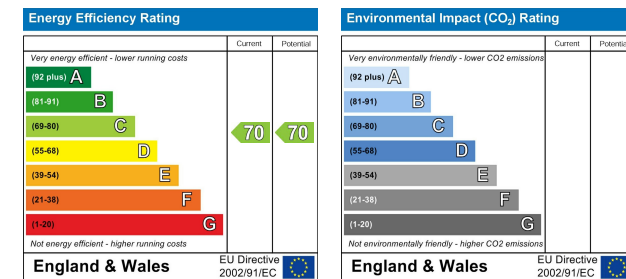 Energy Efficiency Rating
Current Potential
Very energy efficient - lower running costs
(92 plus) A
(81-91) B
(69-80) C
70 70
(55-68) D
(39-54) E
(21-38) F
(1-20) G
Not energy efficient - higher running costs
England & Wales
EU Directive
2002/91/EC
Environmental Impact (CO₂) Rating
Current Potential
Very environmentally friendly - lower CO2 emissions
(92 plus) A
(81-91) B
(69-80) C
(55-68) D
(39-54) E
(21-38) F
(1-20) G
Not environmentally friendly - higher CO2 emissions
England & Wales
EU Directive
2002/91/EC